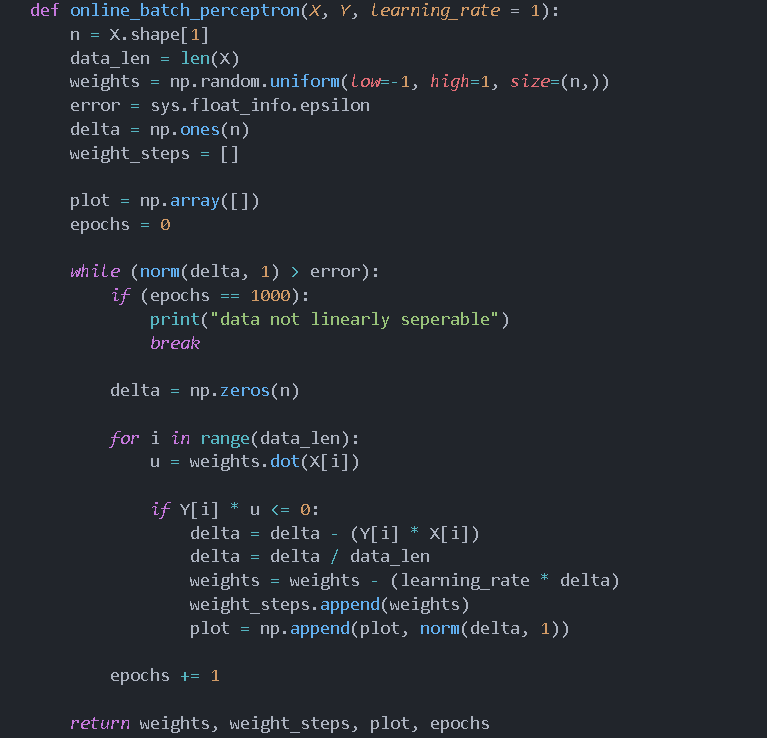 def online_batch_perceptron(X, Y, learning_rate = 1):
    n = X.shape[1]
    data_len = len(X)
    weights = np.random.uniform(low=-1, high=1, size=(n,))
    error = sys.float_info.epsilon
    delta = np.ones(n)
    weight_steps = []

    plot = np.array([])
    epochs = 0

    while (norm(delta, 1) > error):
        if (epochs == 1000):
            print("data not linearly seperable")
            break

        delta = np.zeros(n)

        for i in range(data_len):
            u = weights.dot(X[i])

            if Y[i] * u <= 0:
                delta = delta - (Y[i] * X[i])
                delta = delta / data_len
                weights = weights - (learning_rate * delta)
                weight_steps.append(weights)
                plot = np.append(plot, norm(delta, 1))

        epochs += 1

    return weights, weight_steps, plot, epochs